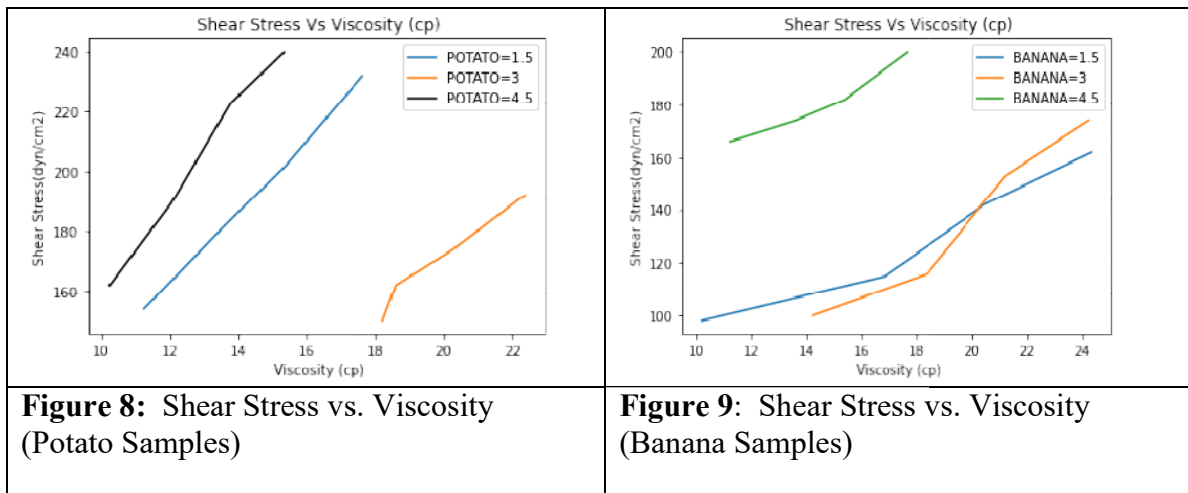 Shear Stress Vs Viscosity (cp)
240
220
200
180
160
Shear Stress(dyn/cm2)
POTATO=1.5
POTATO=3
POTATO=4.5
10 12 14 16 18 20 22
Viscosity (cp)
Figure 8: Shear Stress vs. Viscosity
(Potato Samples)
Shear Stress Vs Viscosity (cp)
200
180
160
140
120
100
Shear Stress(dyn/cm2)
BANANA=1.5
BANANA=3
BANANA=4.5
10 12 14 16 18 20 22 24
Viscosity (cp)
Figure 9: Shear Stress vs. Viscosity
(Banana Samples)